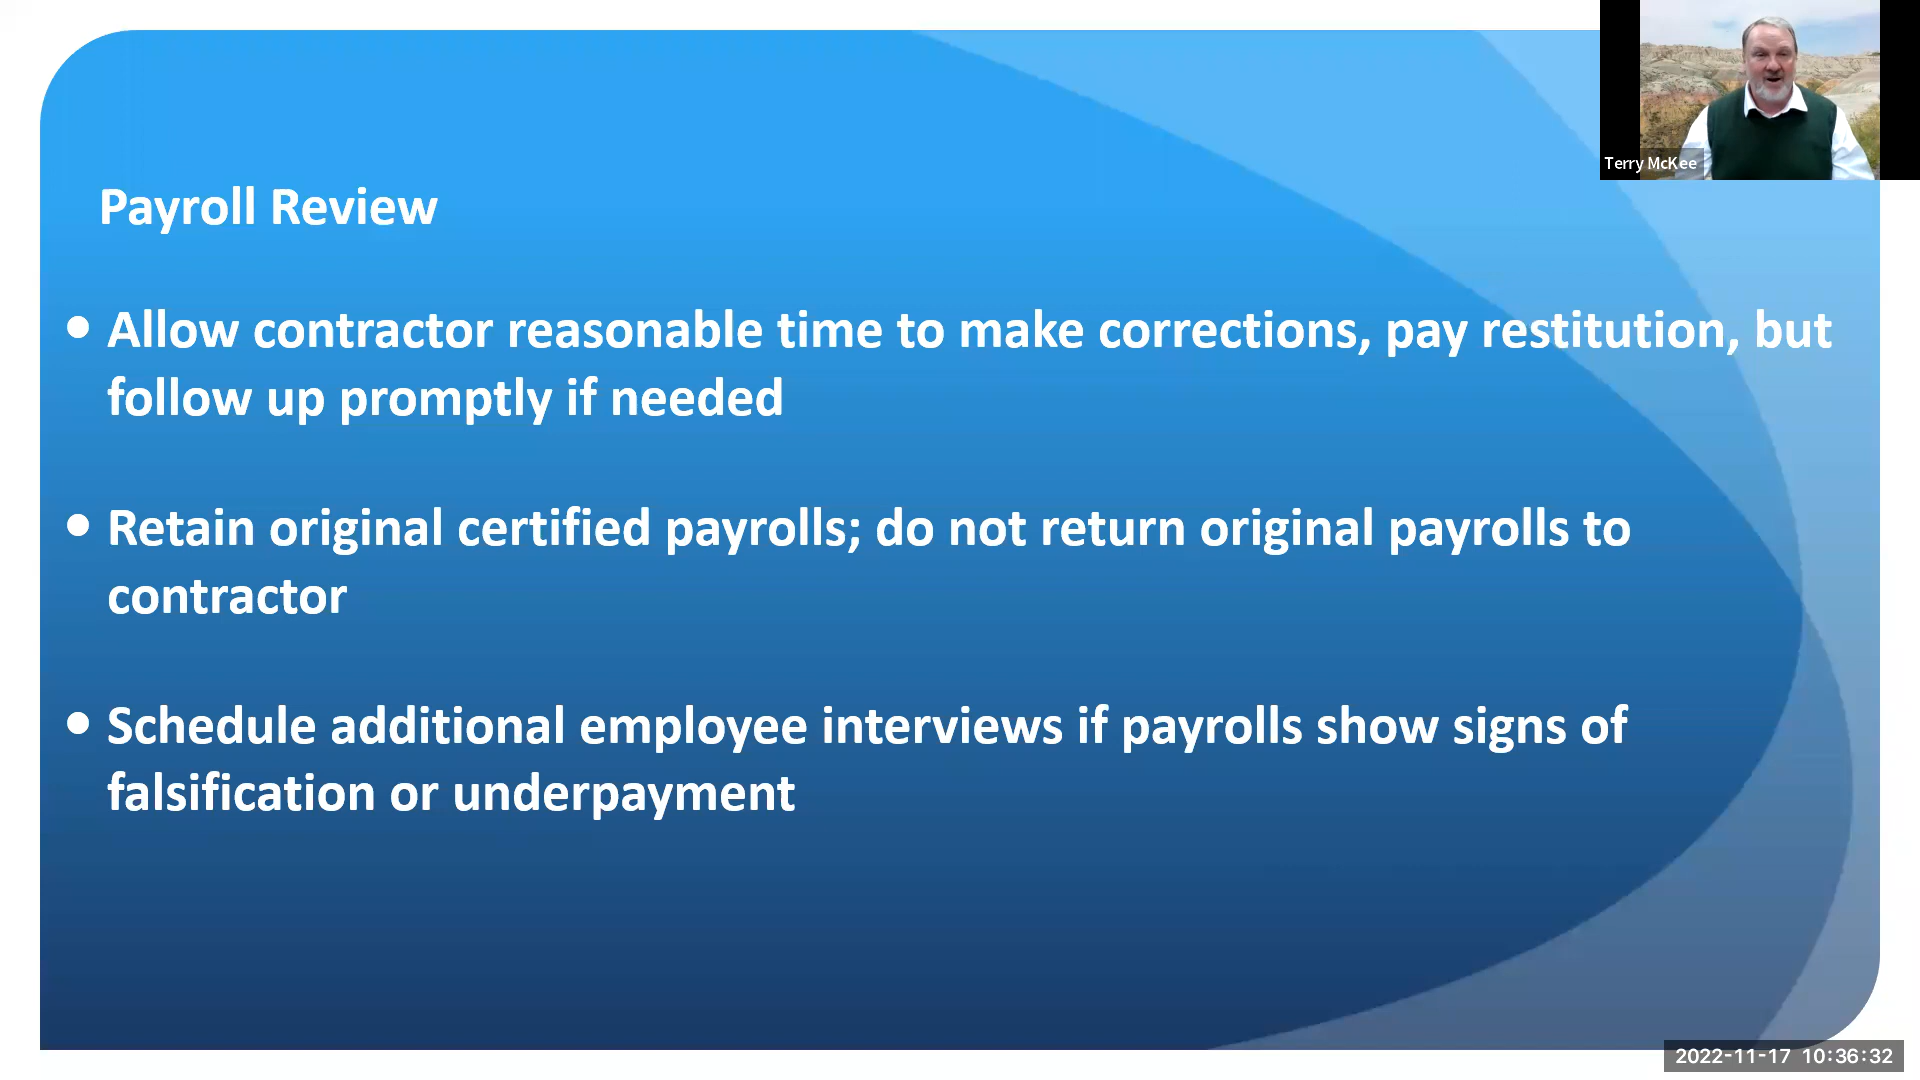 Terry McKee
Payroll Review
• Allow contractor reasonable time to make corrections, pay restitution, but
follow up promptly if needed
• Retain original certified payrolls; do not return original payrolls to
contractor
• Schedule additional employee interviews if payrolls show signs of
falsification or underpayment
2022-11-17 10:36:32